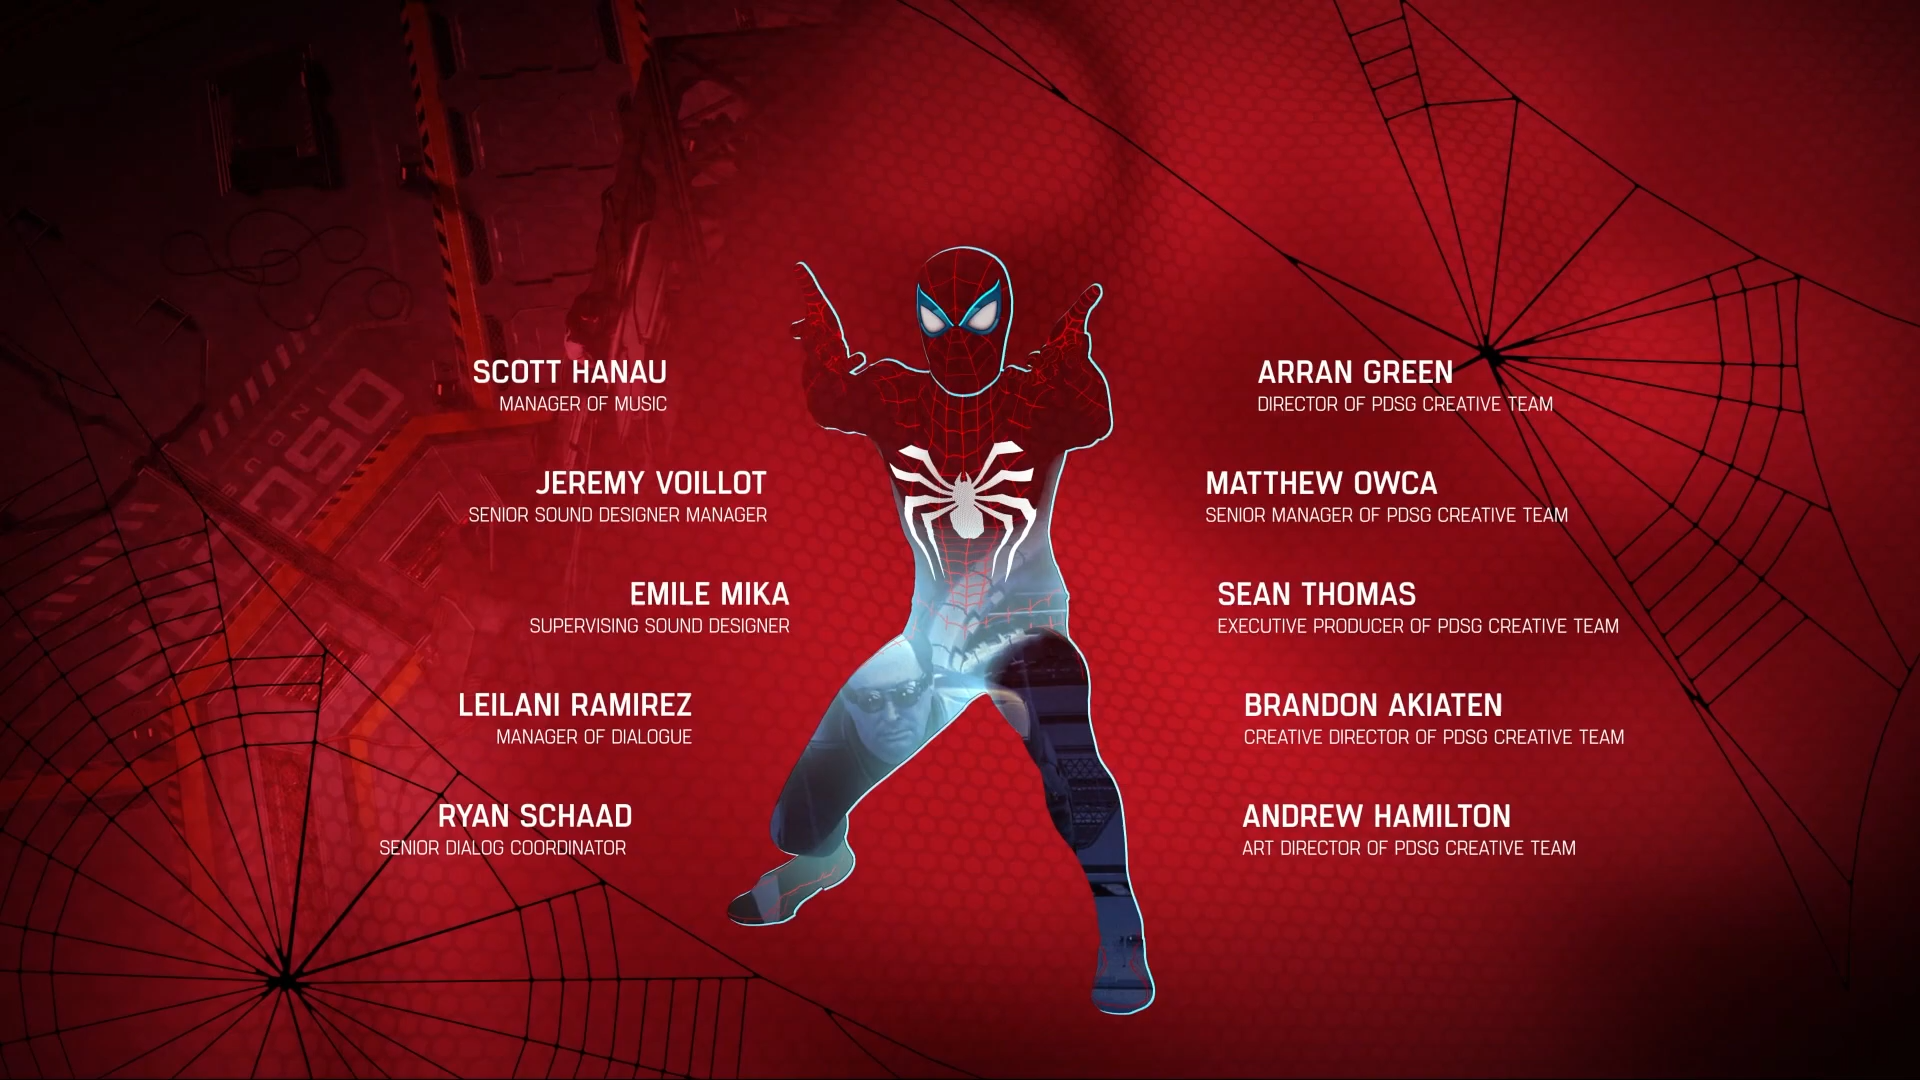 SCOTT HANAU
MANAGER OF MUSIC
JEREMY VOILLOT
SENIOR SOUND DESIGNER MANAGER
EMILE MIKA
SUPERVISING SOUND DESIGNER
LEILANI RAMIREZ
MANAGER OF DIALOGUE
RYAN SCHAAD
SENIOR DIALOG COORDINATOR
ARRAN GREEN
DIRECTOR OF PDSG CREATIVE TEAM
MATTHEW OWCA
SENIOR MANAGER OF PDSG CREATIVE TEAM
SEAN THOMAS
EXECUTIVE PRODUCER OF PDSG CREATIVE TEAM
BRANDON AKIATEN
CREATIVE DIRECTOR OF PDSG CREATIVE TEAM
ANDREW HAMILTON
ART DIRECTOR OF PDSG CREATIVE TEAM